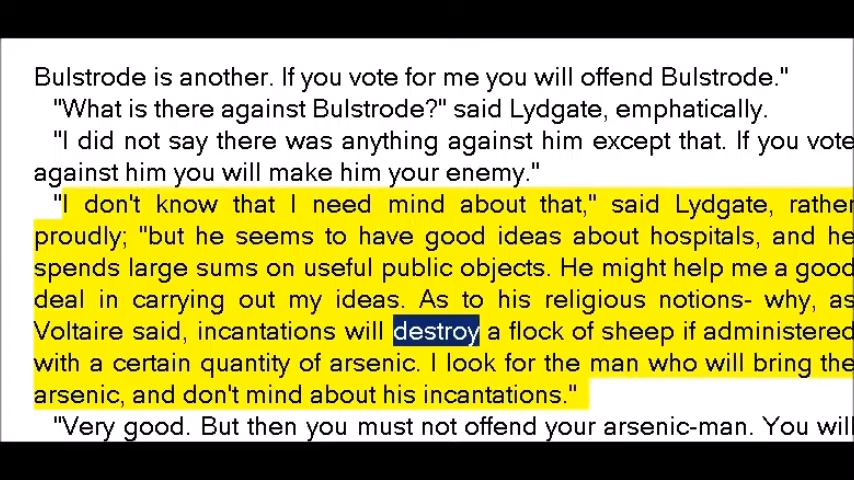 Bulstrode is another. If you vote for me you will offend Bulstrode."
"What is there against Bulstrode?" said Lydgate, emphatically.
"I did not say there was anything against him except that. If you vote
against him you will make him your enemy."
"I don't know that I need mind about that," said Lydgate, rather
proudly; "but he seems to have good ideas about hospitals, and he
spends large sums on useful public objects. He might help me a good
deal in carrying out my ideas. As to his religious notions- why, as
Voltaire said, incantations will destroy a flock of sheep if administered
with a certain quantity of arsenic. I look for the man who will bring the
arsenic, and don't mind about his incantations."
"Very good. But then you must not offend your arsenic-man. You will